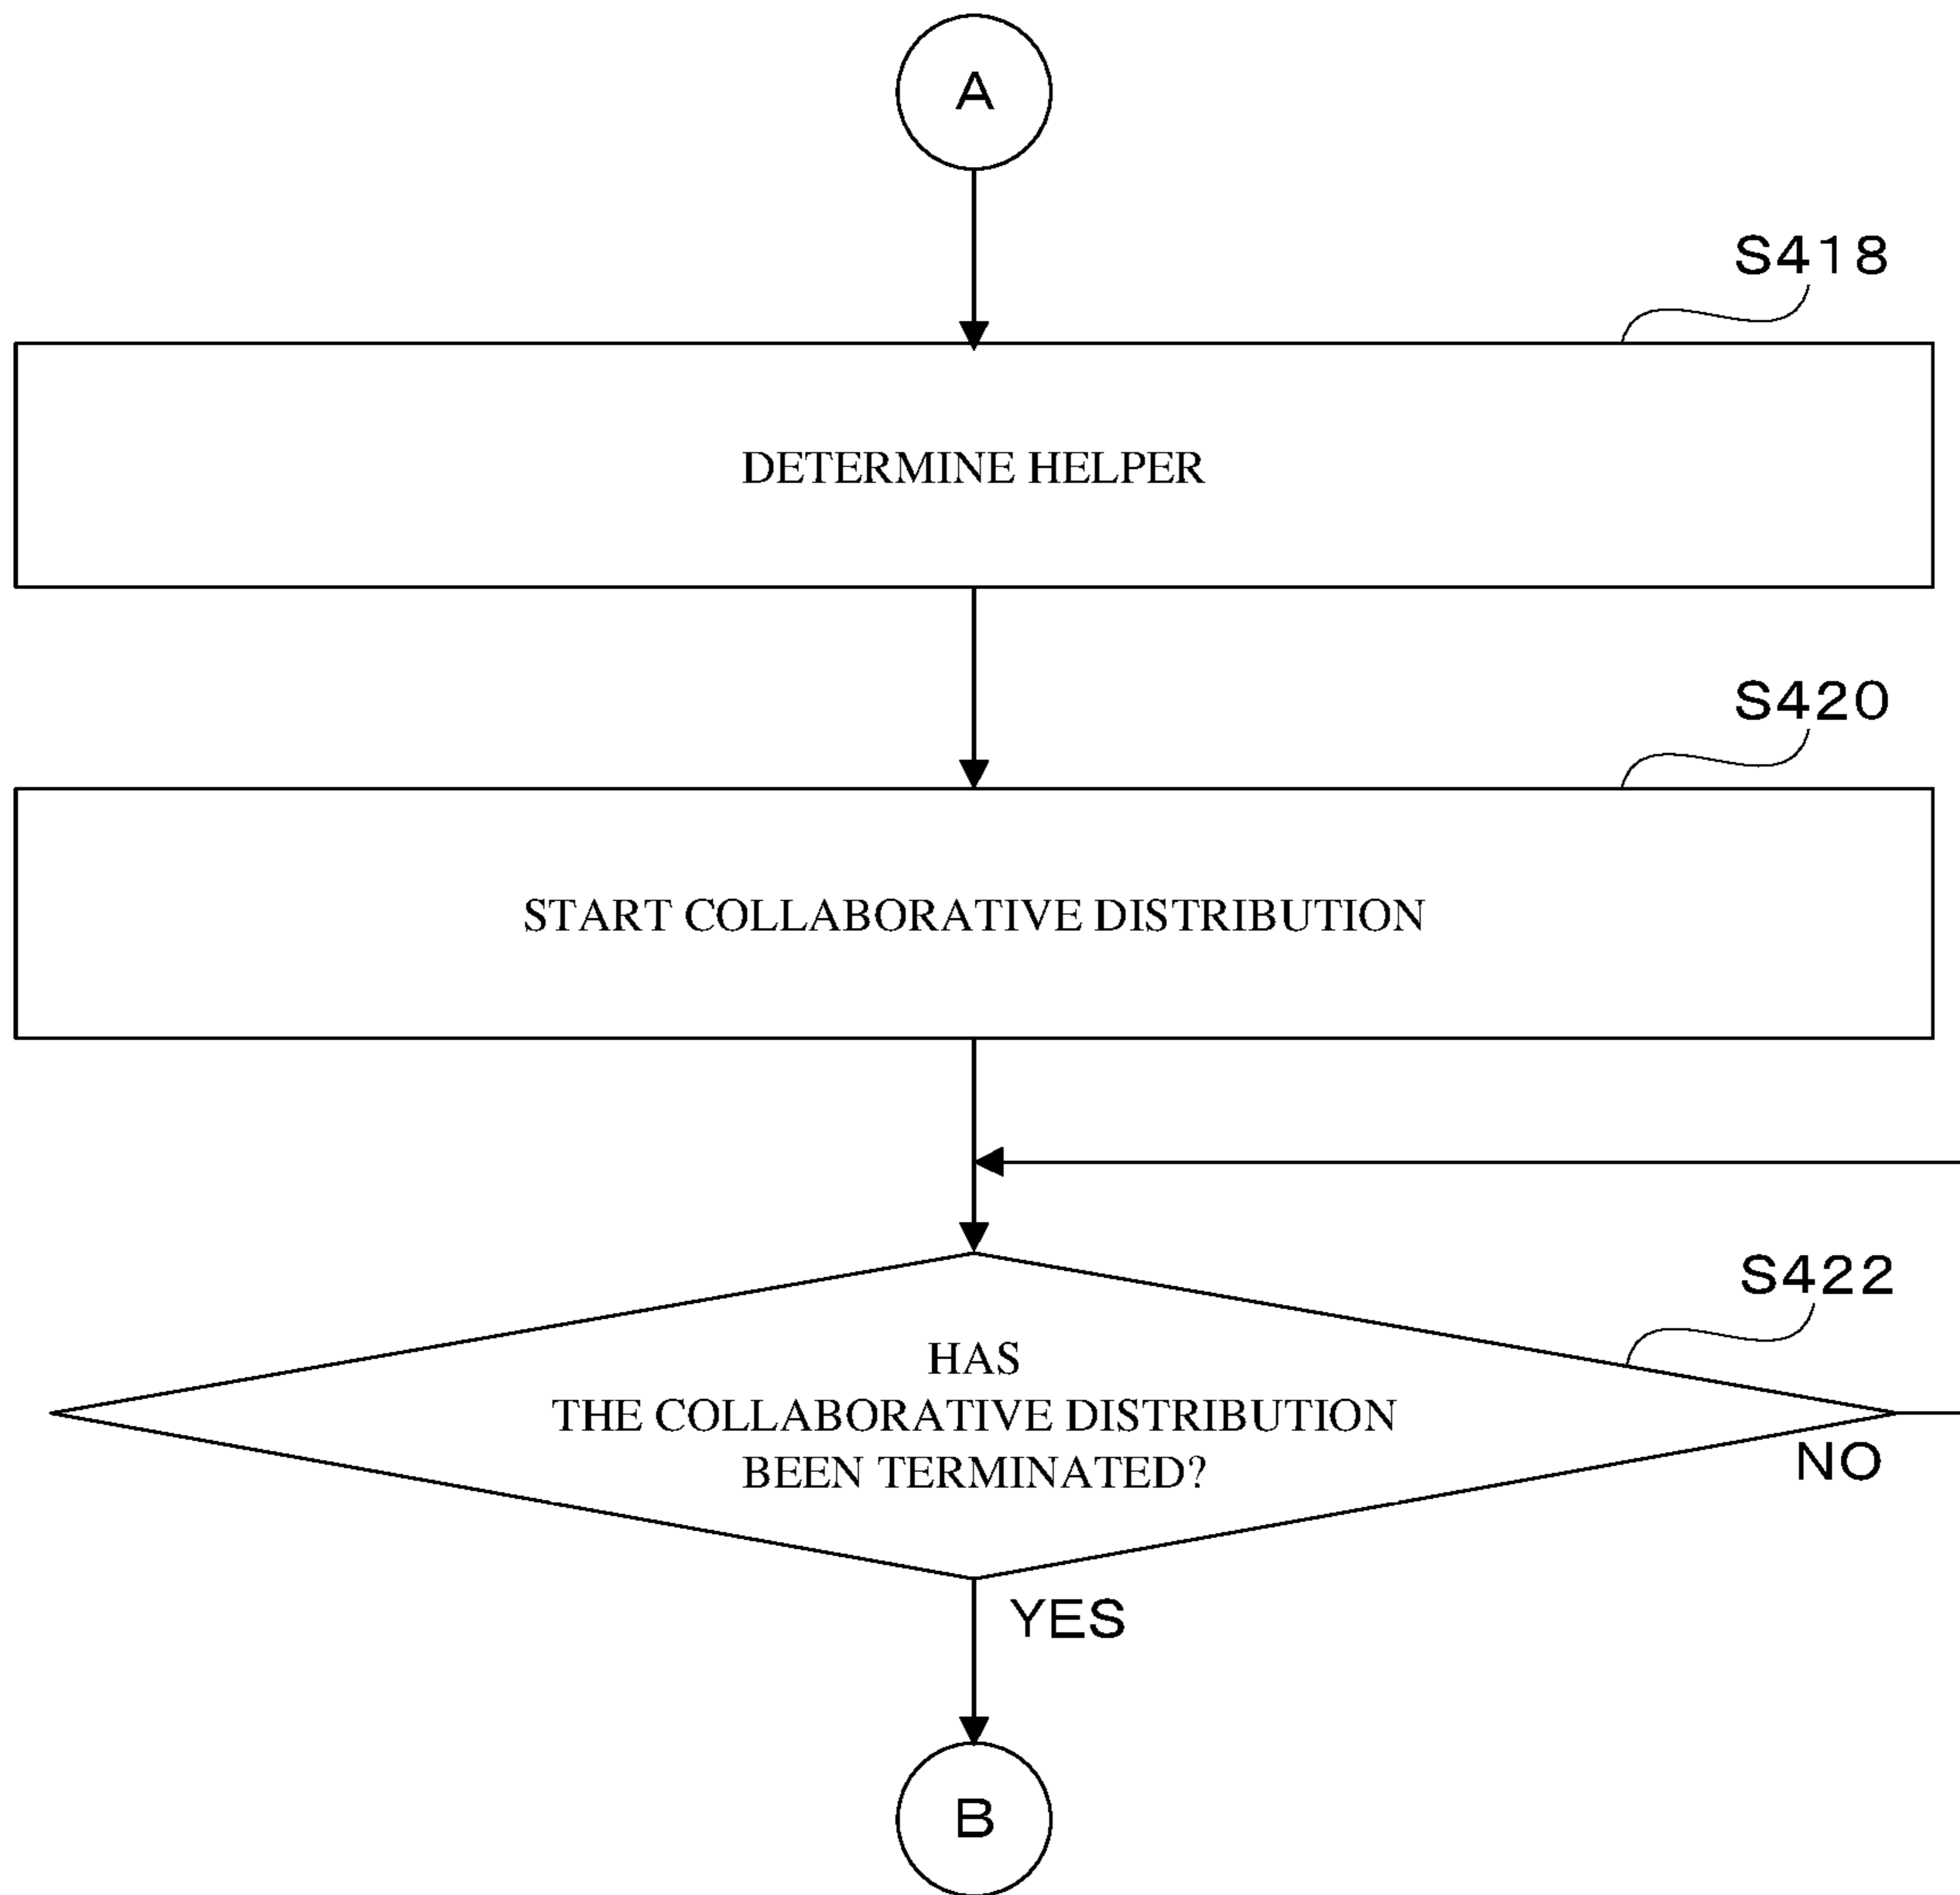 A
S418
DETERMINE HELPER
S420
START COLLABORATIVE DISTRIBUTION
S422
HAS
THE COLLABORATIVE DISTRIBUTION
BEEN TERMINATED?
NO
YES
B